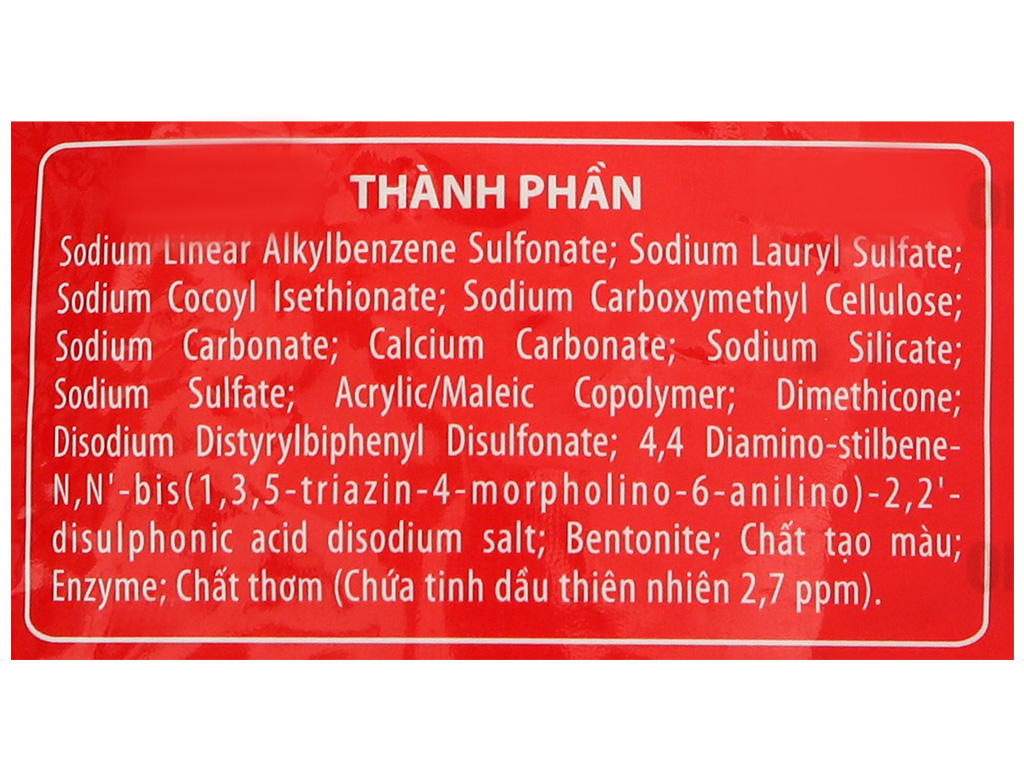 THÀNH PHẦN
Sodium Linear Alkylbenzene Sulfonate; Sodium Lauryl Sulfate;
Sodium Cocoyl Isethionate; Sodium Carboxymethyl Cellulose;
Sodium Carbonate; Calcium Carbonate; Sodium Silicate;
Sodium Sulfate; Acrylic/Maleic Copolymer; Dimethicone;
Disodium Distyrylbiphenyl Disulfonate; 4,4 Diamino-stilbene-
N,N'-bis(1,3,5-triazin-4-morpholino-6-anilino)-2,2'-
disulphonic acid disodium salt; Bentonite; Chất tạo màu;
Enzyme; Chất thơm (Chứa tinh dầu thiên nhiên 2,7 ppm).